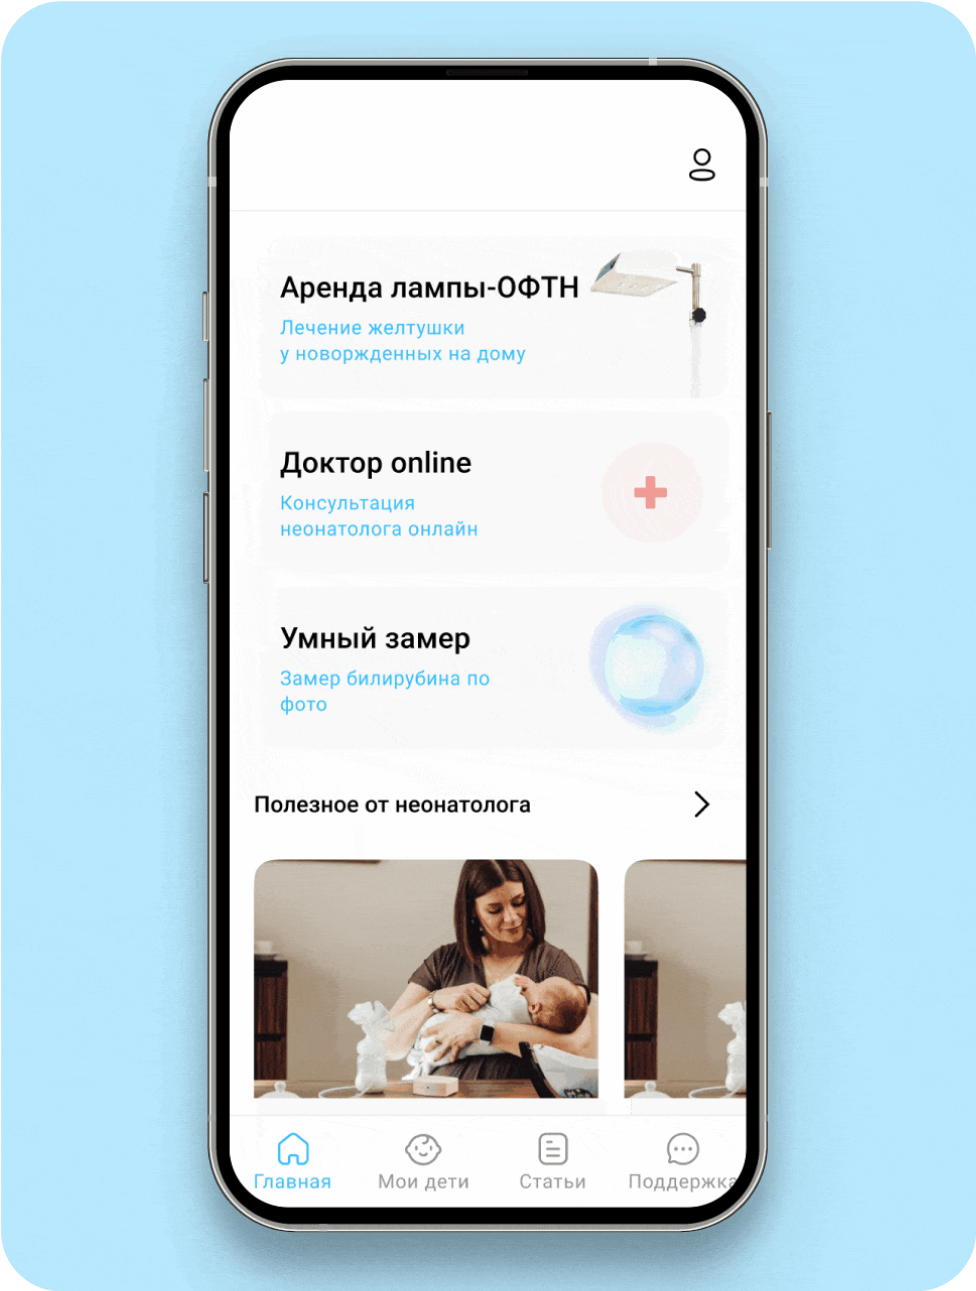 Аренда лампы-ОФТН
Лечение желтушки
у новоржденных на дому
Доктор online
Консультация
неонатолога онлайн
Умный замер
Замер билирубина по
фото
Полезное от неонатолога
Главная
Мои дети
Статьи
Поддержка